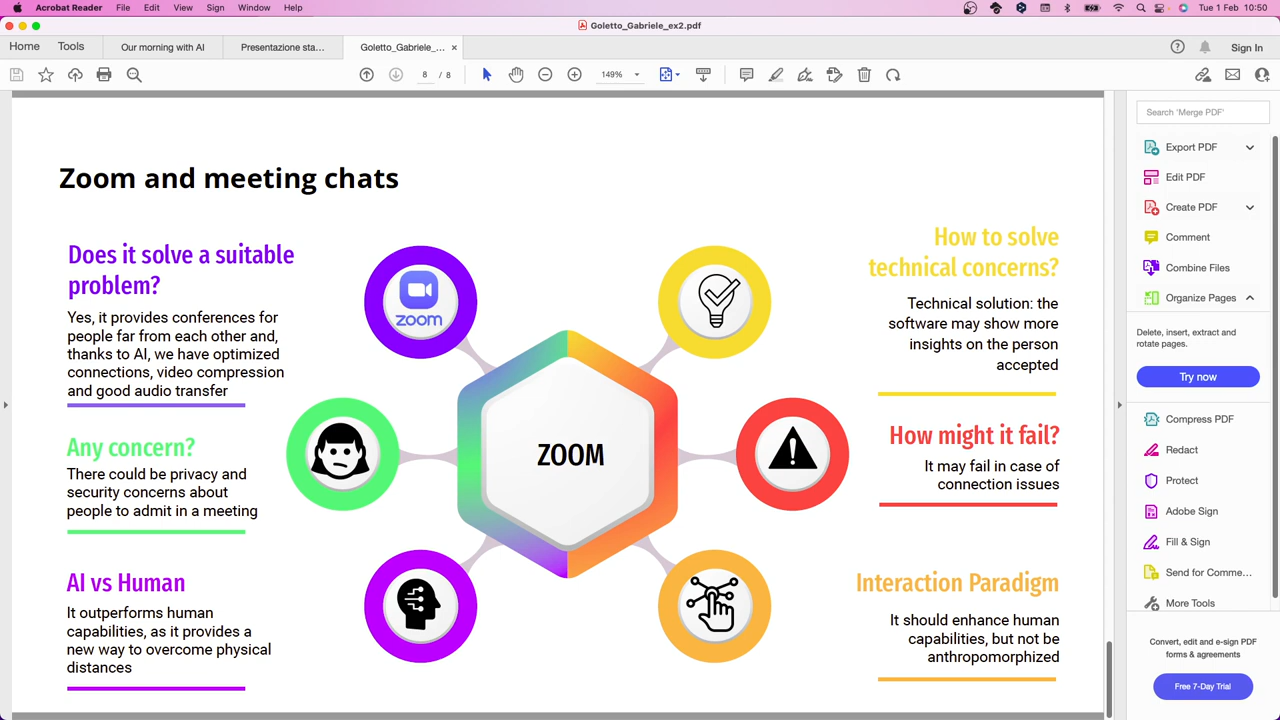 Acrobat Reader File Edit View Sign Window Help Tue 1 Feb 10:50
Goletto_Gabriele_ex2.pdf
Home Tools Our morning with AI Presentazione sta... Goletto_Gabriele_... × Sign In
8 / 8 149%
Zoom and meeting chats
Does it solve a suitable
problem?
Yes, it provides conferences for
people far from each other and,
thanks to AI, we have optimized
connections, video compression
and good audio transfer
Any concern?
There could be privacy and
security concerns about
people to admit in a meeting
AI vs Human
It outperforms human
capabilities, as it provides a
new way to overcome physical
distances
zoom
ZOOM
How to solve
technical concerns?
Technical solution: the
software may show more
insights on the person
accepted
How might it fail?
It may fail in case of
connection issues
Interaction Paradigm
It should enhance human
capabilities, but not be
anthropomorphized
Search 'Merge PDF'
Export PDF
Edit PDF
Create PDF
Comment
Combine Files
Organize Pages
Delete, insert, extract and
rotate pages.
Try now
Compress PDF
Redact
Protect
Adobe Sign
Fill & Sign
Send for Comme...
More Tools
Convert, edit and e-sign PDF
forms & agreements
Free 7-Day Trial